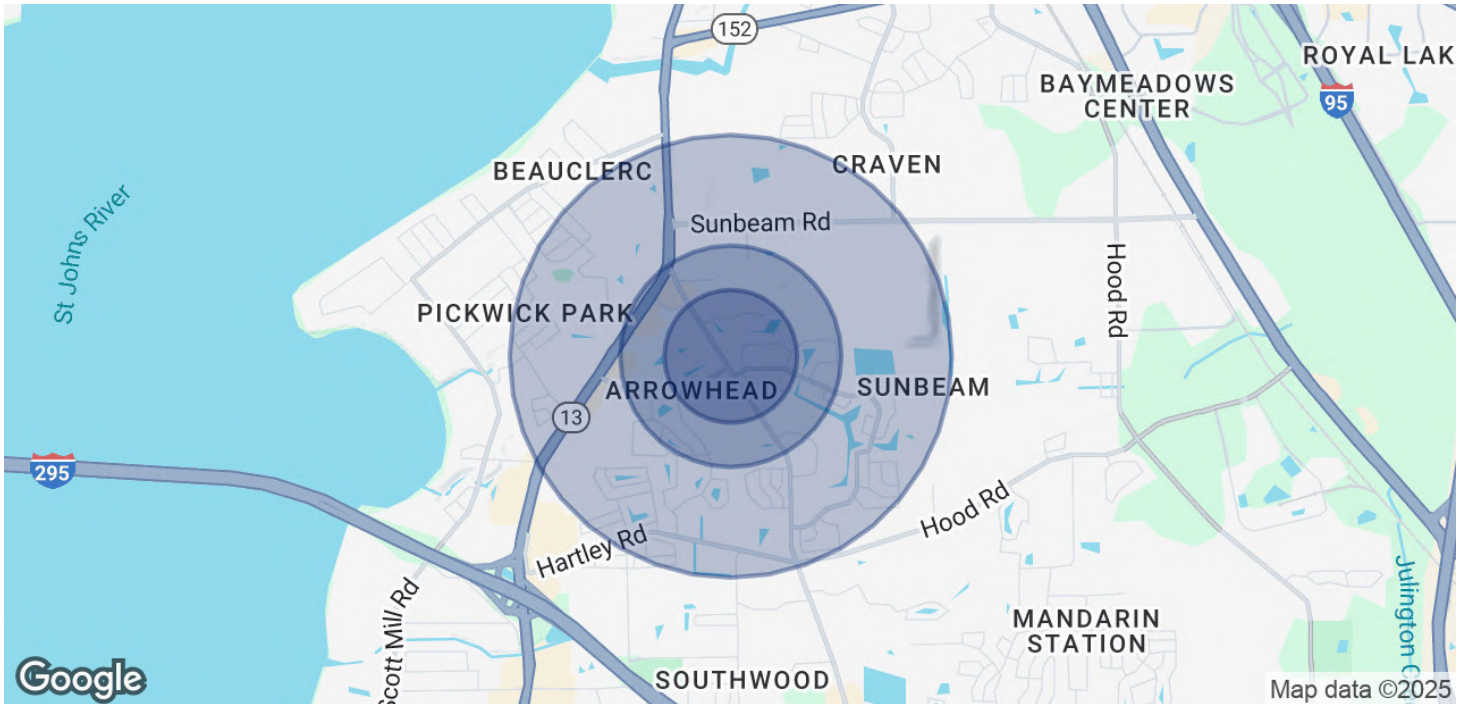 152
ROYAL LAK
BAYMEADOWS
CENTER
95
BEAUCLERC
CRAVEN
St Johns River
Sunbeam Rd
Hood Rd
PICKWICK PARK
ARROWHEAD
SUNBEAM
13
295
Hood Rd
Hartley Rd
Scott Mill Rd
Julington C
MANDARIN
STATION
SOUTHWOOD
Google
Map data ©2025